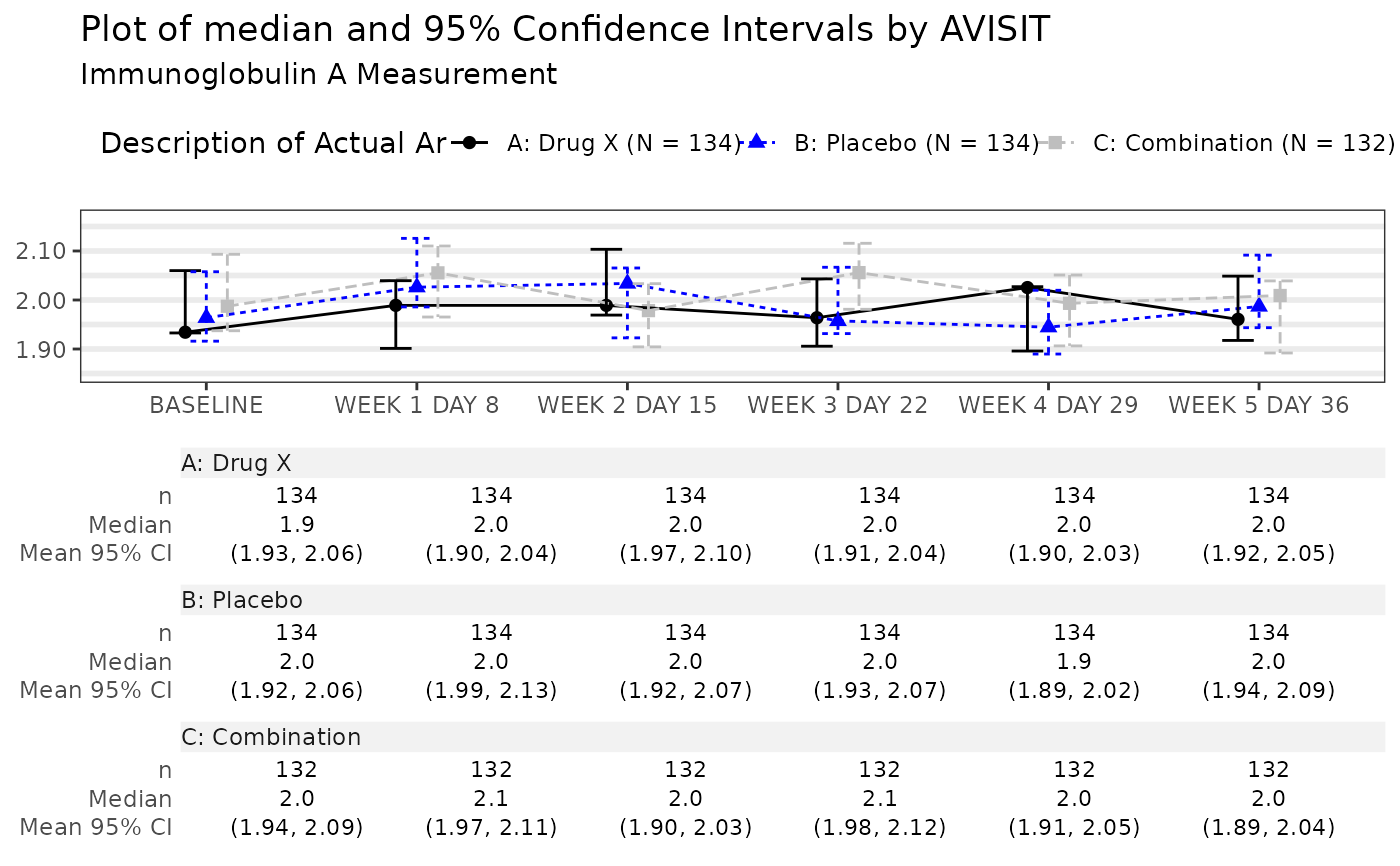 Plot of median and 95% Confidence Intervals by AVISIT
Immunoglobulin A Measurement
Description of Actual Ar A: Drug X (N = 134) B: Placebo (N = 134) C: Combination (N = 132)
2.10
2.00
1.90
BASELINE WEEK 1 DAY 8 WEEK 2 DAY 15 WEEK 3 DAY 22 WEEK 4 DAY 29 WEEK 5 DAY 36
A: Drug X
n 134 134 134 134 134 134
Median 1.9 2.0 2.0 2.0 2.0 2.0
Mean 95% CI (1.93, 2.06) (1.90, 2.04) (1.97, 2.10) (1.91, 2.04) (1.90, 2.03) (1.92, 2.05)
B: Placebo
n 134 134 134 134 134 134
Median 2.0 2.0 2.0 2.0 1.9 2.0
Mean 95% CI (1.92, 2.06) (1.99, 2.13) (1.92, 2.07) (1.93, 2.07) (1.89, 2.02) (1.94, 2.09)
C: Combination
n 132 132 132 132 132 132
Median 2.0 2.1 2.0 2.1 2.0 2.0
Mean 95% CI (1.94, 2.09) (1.97, 2.11) (1.90, 2.03) (1.98, 2.12) (1.91, 2.05) (1.89, 2.04)